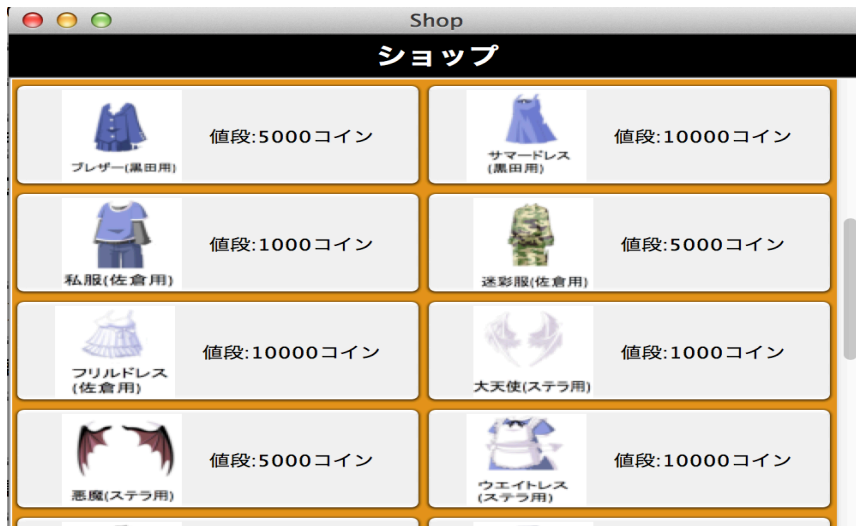 Shop
ショップ
ブレザー(黒田用)
値段:5000コイン
サマードレス
(黒田用)
値段:10000コイン
私服(佐倉用)
値段:1000コイン
迷彩服(佐倉用)
値段:5000コイン
フリルドレス
(佐倉用)
値段:10000コイン
大天使(ステラ用)
値段:1000コイン
悪魔(ステラ用)
値段:5000コイン
ウエイトレス
(ステラ用)
値段:10000コイン